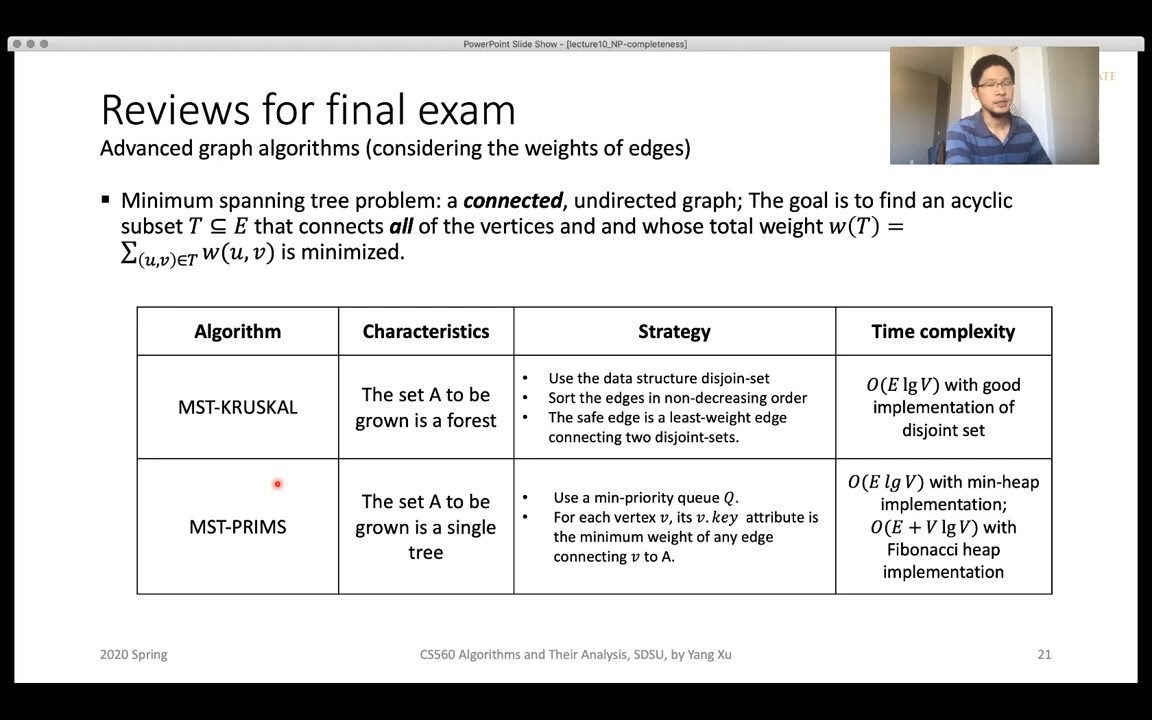 PowerPoint Slide Show - [lecture10_NP-completeness]
ATE
Reviews for final exam
Advanced graph algorithms (considering the weights of edges)
▪ Minimum spanning tree problem: a connected, undirected graph; The goal is to find an acyclic
subset T ⊆ E that connects all of the vertices and and whose total weight w(T) =
∑(u,v)∈T w(u, v) is minimized.
Algorithm
Characteristics
Strategy
Time complexity
MST-KRUSKAL
The set A to be
grown is a forest
• Use the data structure disjoin-set
• Sort the edges in non-decreasing order
• The safe edge is a least-weight edge
connecting two disjoint-sets.
O(E lg V) with good
implementation of
disjoint set
MST-PRIMS
The set A to be
grown is a single
tree
• Use a min-priority queue Q.
• For each vertex v, its v.key attribute is
the minimum weight of any edge
connecting v to A.
O(E lg V) with min-heap
implementation;
O(E + V lg V) with
Fibonacci heap
implementation
2020 Spring
CS560 Algorithms and Their Analysis, SDSU, by Yang Xu
21